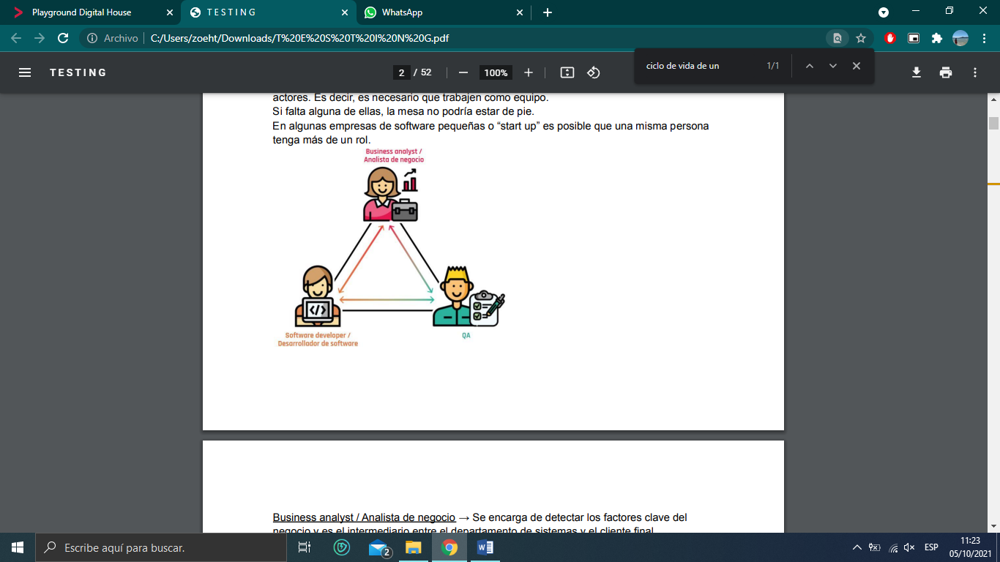 Playground Digital House
T E S T I N G
WhatsApp
Archivo
C:/Users/zoeht/Downloads/T%20E%20S%20T%20I%20N%20G.pdf
T E S T I N G
2 / 52
100%
ciclo de vida de un
1/1
actores. Es decir, es necesario que trabajen como equipo.
Si falta alguna de ellas, la mesa no podría estar de pie.
En algunas empresas de software pequeñas o “start up” es posible que una misma persona
tenga más de un rol.
Business analyst /
Analista de negocio
</>
Software developer /
Desarrollador de software
QA
Business analyst / Analista de negocio → Se encarga de detectar los factores clave del
negocio y es el intermediario entre el departamento de sistemas y el cliente final.
Escribe aquí para buscar.
2
ESP
11:23
05/10/2021